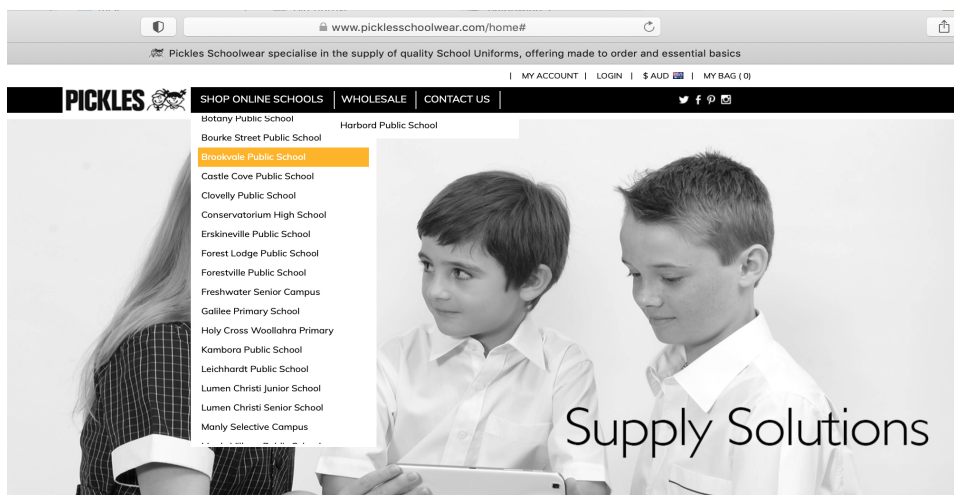 www.picklesschoolwear.com/home#
Pickles Schoolwear specialise in the supply of quality School Uniforms, offering made to order and essential basics
| MY ACCOUNT | LOGIN | $ AUD | MY BAG ( 0)
PICKLES
SHOP ONLINE SCHOOLS | WHOLESALE | CONTACT US |
Botany Public School
Harbord Public School
Bourke Street Public School
Brookvale Public School
Castle Cove Public School
Clovelly Public School
Conservatorium High School
Erskineville Public School
Forest Lodge Public School
Forestville Public School
Freshwater Senior Campus
Galilee Primary School
Holy Cross Woollahra Primary
Kambora Public School
Leichhardt Public School
Lumen Christi Junior School
Lumen Christi Senior School
Manly Selective Campus
Supply Solutions